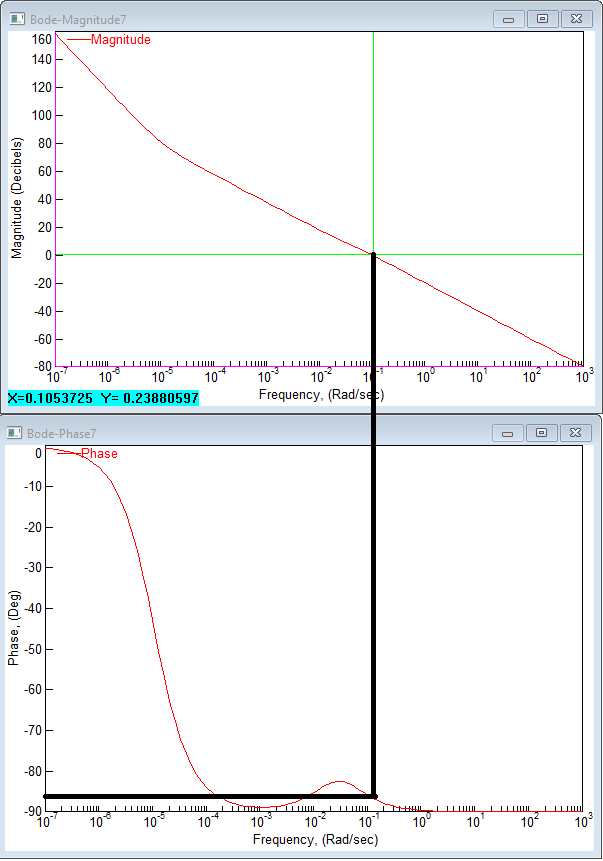 Bode-Magnitude7
Magnitude
Magnitude (Decibels)
160
140
120
100
80
60
40
20
0
-20
-40
-60
-80
10-7 10-6 10-5 10-4 10-3 10-2 10-1 100 101 102 103
Frequency, (Rad/sec)
X=0.1053725 Y= 0.23880597
Bode-Phase7
Phase
Phase, (Deg)
0
-10
-20
-30
-40
-50
-60
-70
-80
-90
10-7 10-6 10-5 10-4 10-3 10-2 10-1 100 101 102 103
Frequency, (Rad/sec)